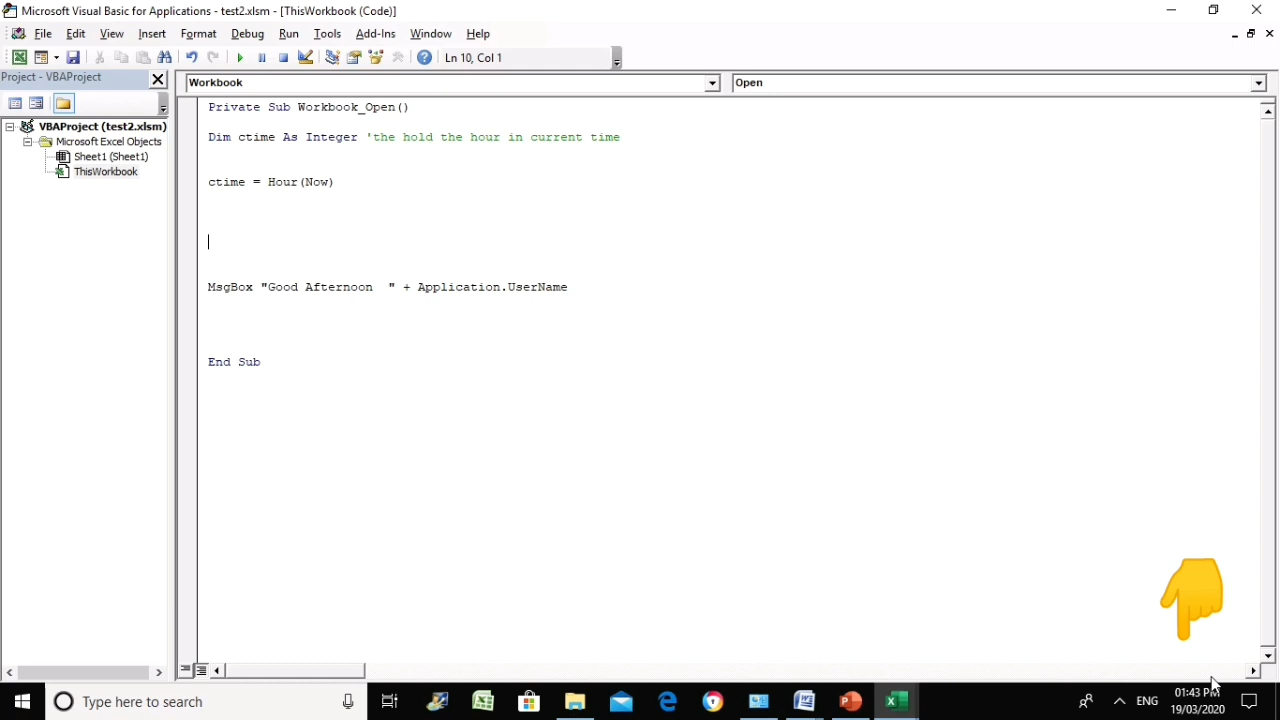 Microsoft Visual Basic for Applications - test2.xlsm - [ThisWorkbook (Code)]
File Edit View Insert Format Debug Run Tools Add-Ins Window Help
Ln 10, Col 1
Project - VBAProject
Workbook
Open
VBAProject (test2.xlsm)
Microsoft Excel Objects
Sheet1 (Sheet1)
ThisWorkbook
Private Sub Workbook_Open()
Dim ctime As Integer 'the hold the hour in current time
ctime = Hour(Now)
MsgBox "Good Afternoon  " + Application.UserName
End Sub
Type here to search
ENG
01:43 PM
19/03/2020